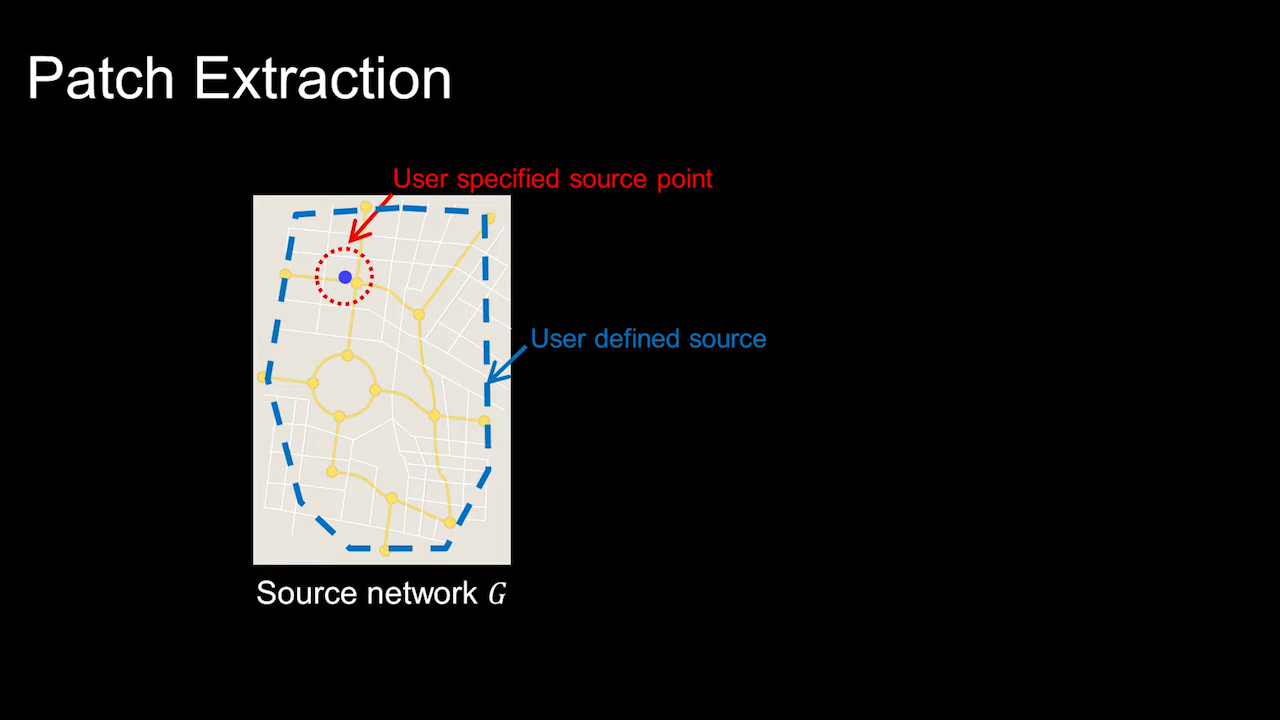 Patch Extraction
User specified source point
User defined source
Source network G